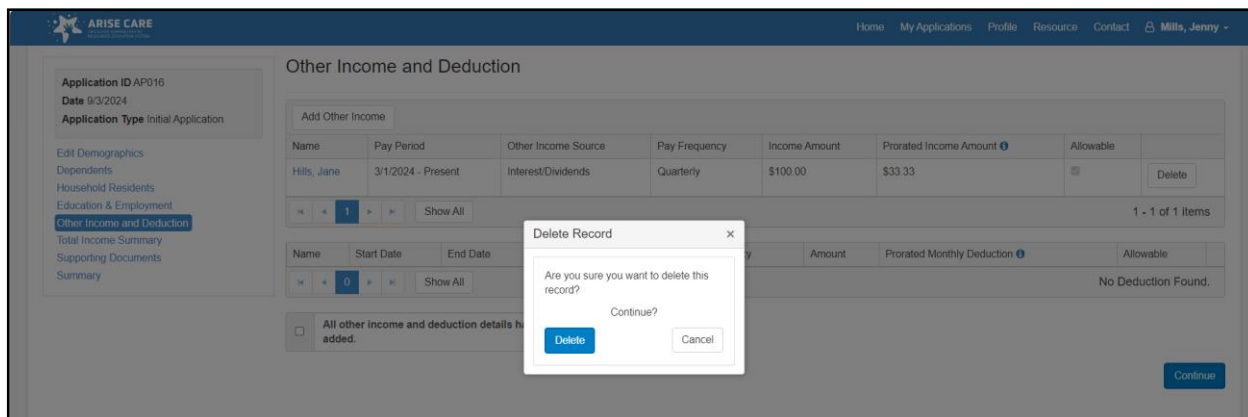 ARISE CARE
Home My Applications Profile Resource Contact Mills, Jenny
Application ID AP016
Date 9/3/2024
Application Type Initial Application
Edit Demographics
Dependents
Household Residents
Education & Employment
Other Income and Deduction
Total Income Summary
Supporting Documents
Summary
Other Income and Deduction
Add Other Income
Name Pay Period Other Income Source Pay Frequency Income Amount Prorated Income Amount Allowable
Hills, Jane 3/1/2024 - Present Interest/Dividends Quarterly $100.00 $33.33 Delete
1 Show All 1 - 1 of 1 items
Name Start Date End Date Amount Prorated Monthly Deduction Allowable
0 Show All No Deduction Found.
All other income and deduction details
added.
Delete Record
Are you sure you want to delete this
record?
Continue?
Delete Cancel
Continue